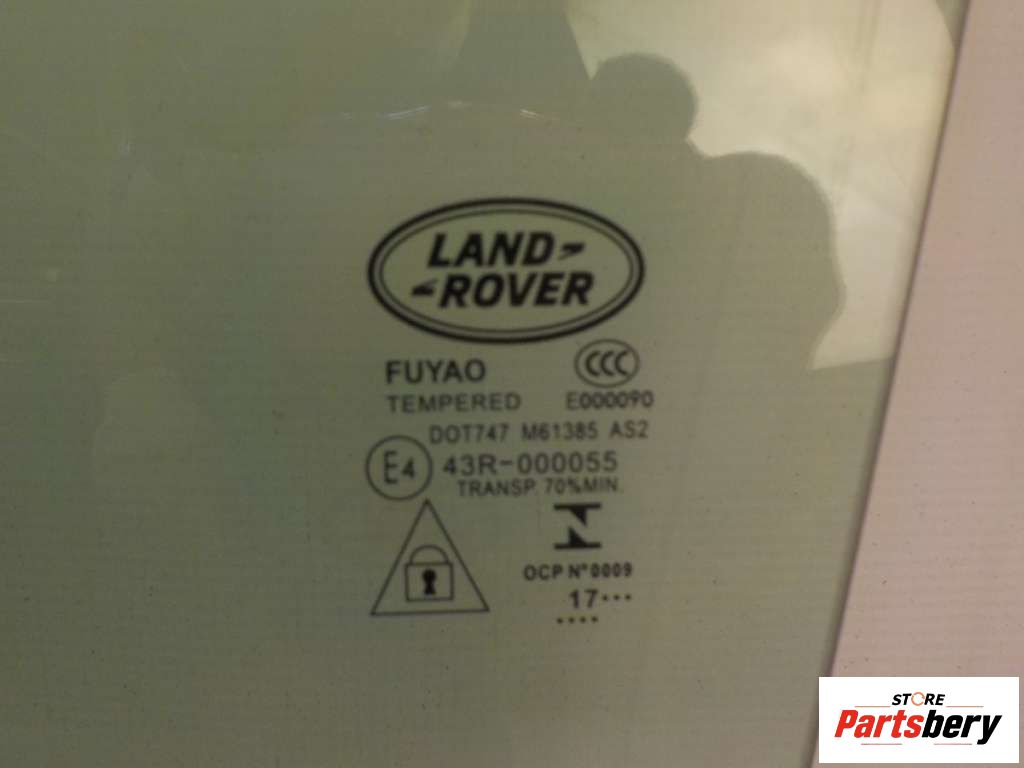 LAND
ROVER
FUYAO
CCC
TEMPERED E000090
DOT747 M61385 AS2
E4 43R-000055
TRANSP. 70%MIN.
OCP N°0009
17···
····
STORE
Partsbery